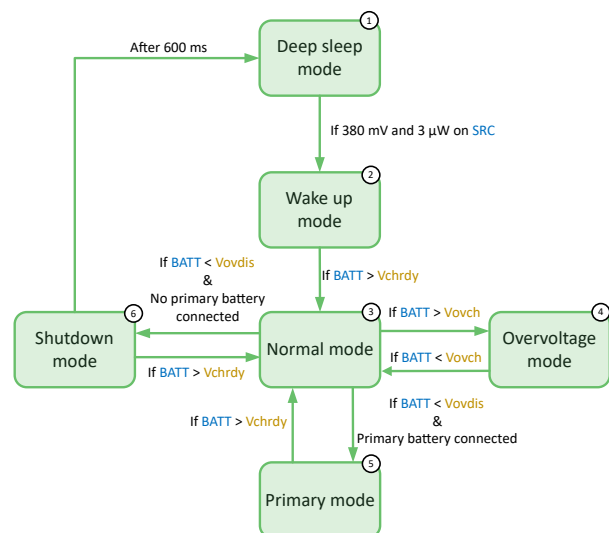 1
Deep sleep
mode
After 600 ms
If 380 mV and 3 µW on SRC
2
Wake up
mode
If BATT < Vovdis
&
No primary battery
connected
If BATT > Vchrdy
6
Shutdown
mode
If BATT > Vchrdy
3
Normal mode
If BATT > Vovch
If BATT < Vovch
4
Overvoltage
mode
If BATT > Vchrdy
If BATT < Vovdis
&
Primary battery connected
5
Primary mode